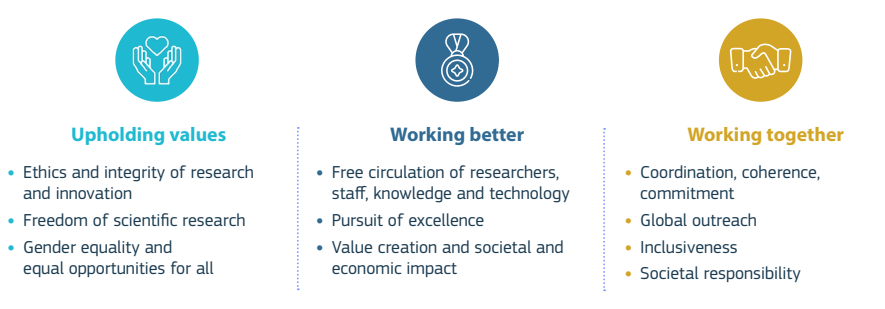 Upholding values
• Ethics and integrity of research
and innovation
• Freedom of scientific research
• Gender equality and
equal opportunities for all
Working better
• Free circulation of researchers,
staff, knowledge and technology
• Pursuit of excellence
• Value creation and societal and
economic impact
Working together
• Coordination, coherence,
commitment
• Global outreach
• Inclusiveness
• Societal responsibility